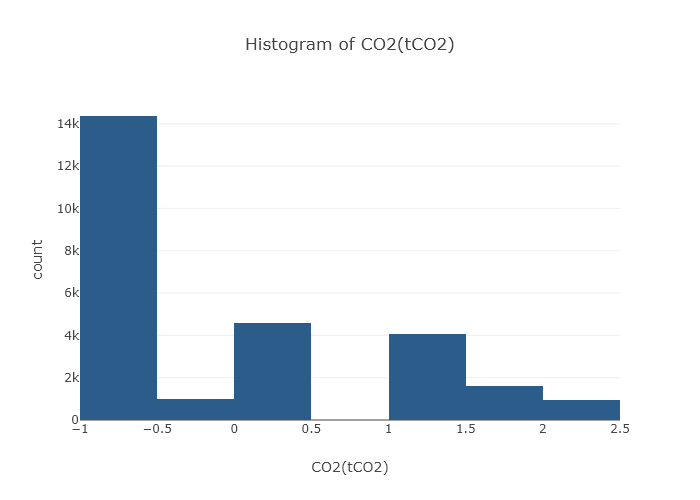 Histogram of CO2(tCO2)
14k
12k
10k
8k
6k
4k
2k
0
count
−1
−0.5
0
0.5
1
1.5
2
2.5
CO2(tCO2)